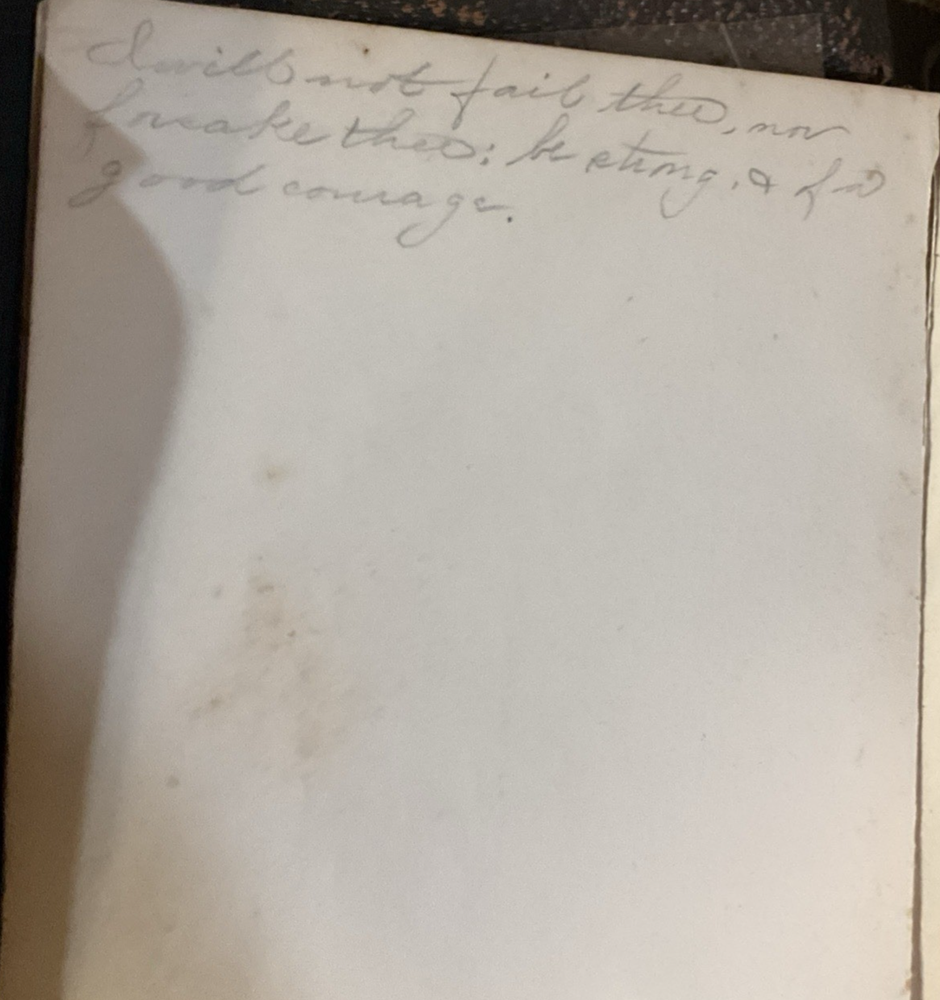 I will not fail thee, nor
forsake thee: be strong, & of a
good courage.